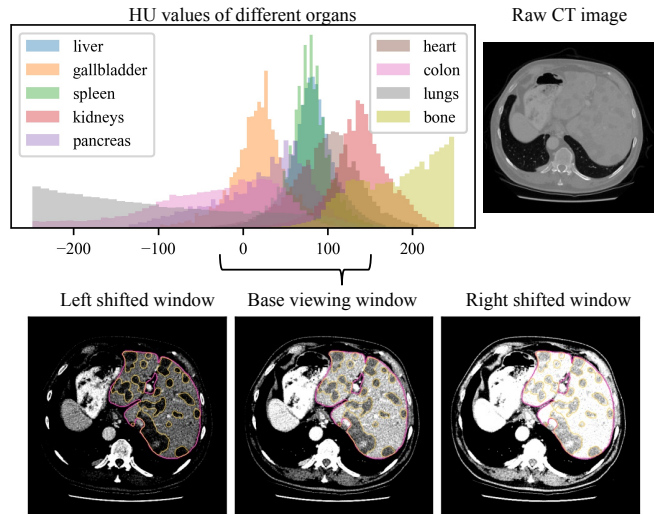 HU values of different organs
Raw CT image
liver
gallbladder
spleen
kidneys
pancreas
heart
colon
lungs
bone
−200
−100
0
100
200
Left shifted window
Base viewing window
Right shifted window